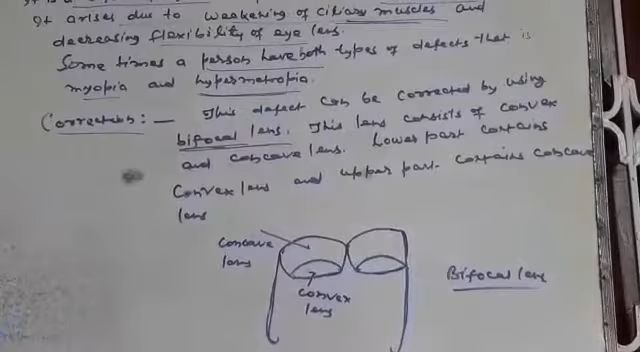 It arises due to weakening of ciliary muscles and
decreasing flexibility of eye lens.
Some times a person have both types of defects that is
myopia and hypermetropia.
Correction:— This defect can be corrected by using
bifocal lens. This lens consists of convex
and concave lens. Lower part contains
Convex lens and upper part contains concave
lens
concave
lens
convex
lens
Bifocal lens